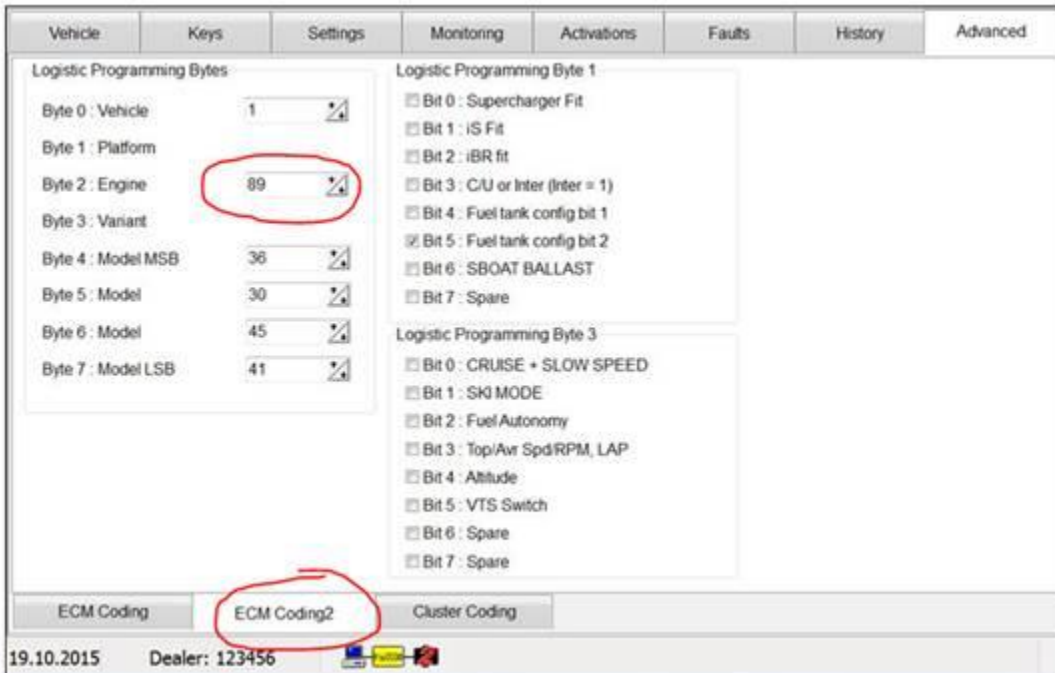 Vehicle Keys Settings Monitoring Activations Faults History Advanced
Logistic Programming Bytes
Byte 0 : Vehicle 1
Byte 1 : Platform
Byte 2 : Engine 89
Byte 3 : Variant
Byte 4 : Model MSB 36
Byte 5 : Model 30
Byte 6 : Model 45
Byte 7 : Model LSB 41
Logistic Programming Byte 1
Bit 0 : Supercharger Fit
Bit 1 : iS Fit
Bit 2 : iBR fit
Bit 3 : C/U or Inter (Inter = 1)
Bit 4 : Fuel tank config bit 1
Bit 5 : Fuel tank config bit 2
Bit 6 : SBOAT BALLAST
Bit 7 : Spare
Logistic Programming Byte 3
Bit 0 : CRUISE + SLOW SPEED
Bit 1 : SKI MODE
Bit 2 : Fuel Autonomy
Bit 3 : Top/Avr Spd/RPM, LAP
Bit 4 : Altitude
Bit 5 : VTS Switch
Bit 6 : Spare
Bit 7 : Spare
ECM Coding ECM Coding2 Cluster Coding
19.10.2015 Dealer: 123456